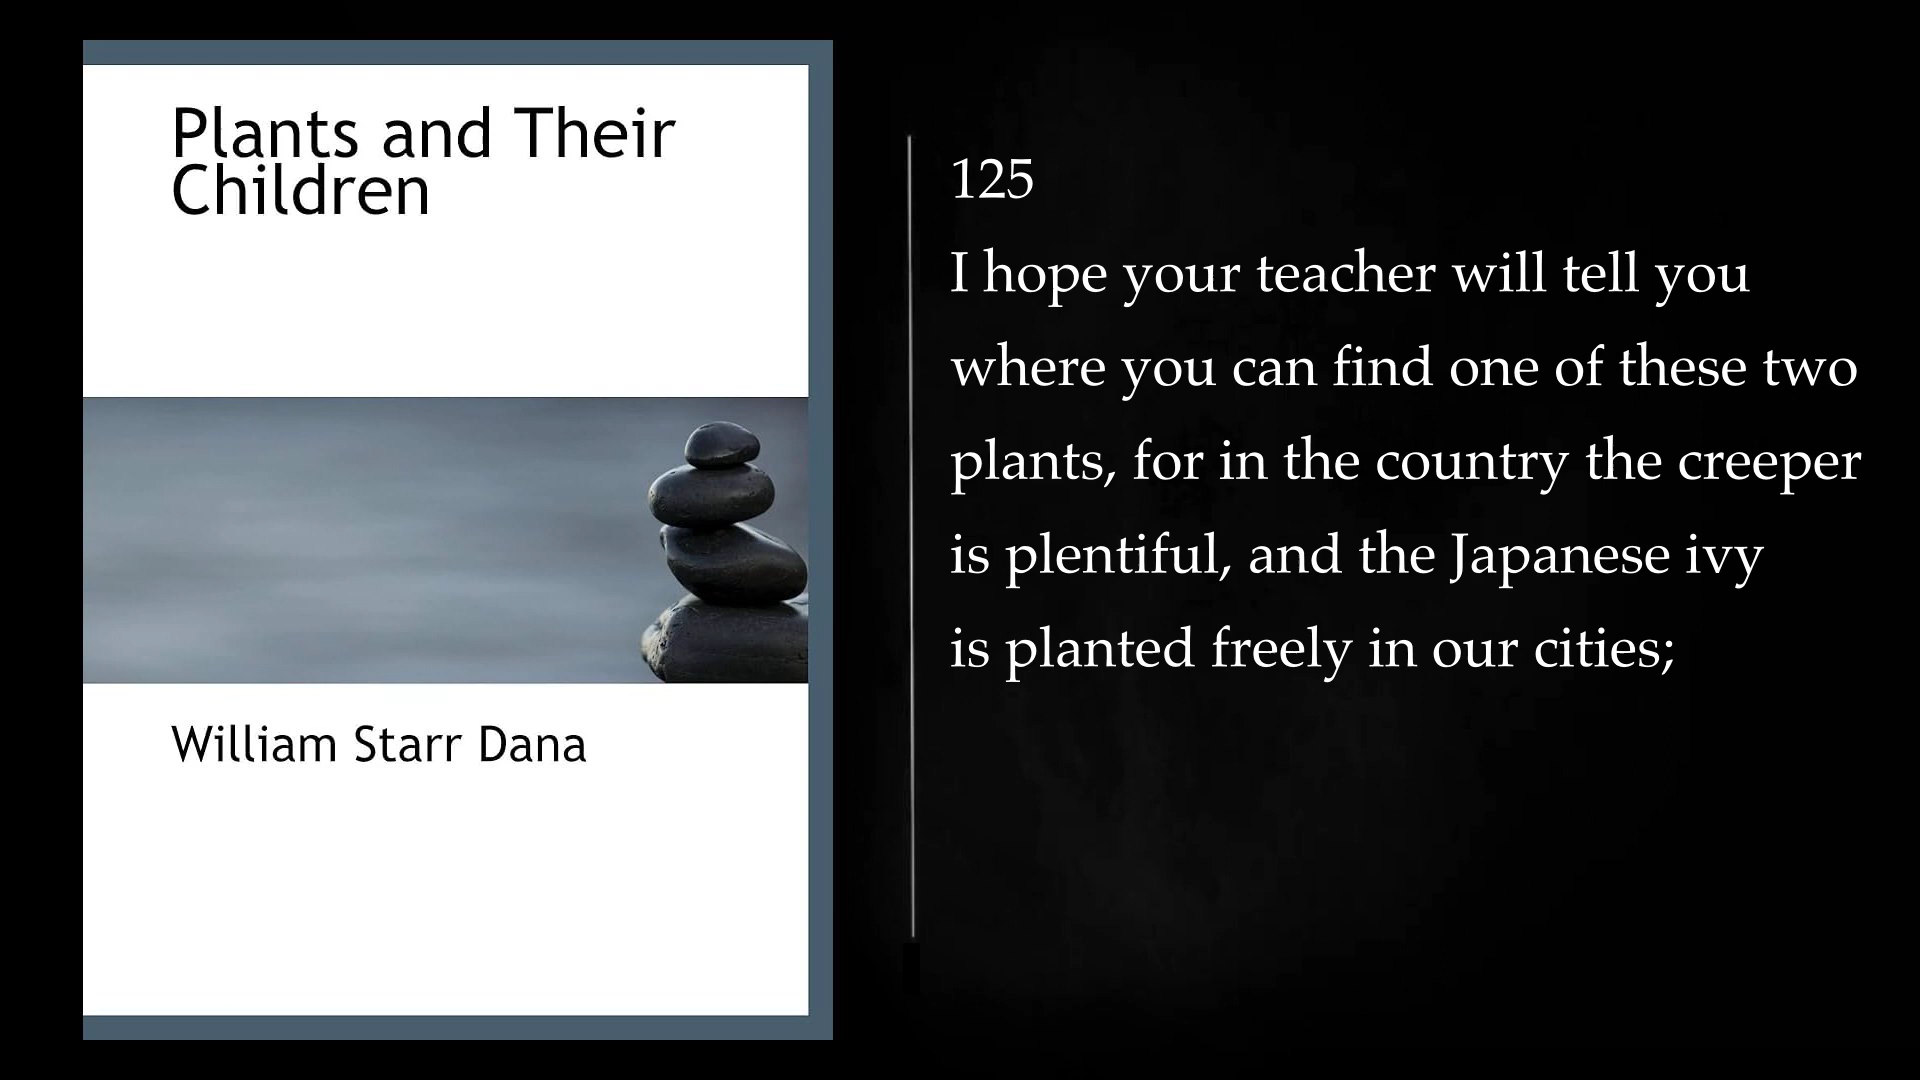 Plants and Their
Children
William Starr Dana
125
I hope your teacher will tell you
where you can find one of these two
plants, for in the country the creeper
is plentiful, and the Japanese ivy
is planted freely in our cities;